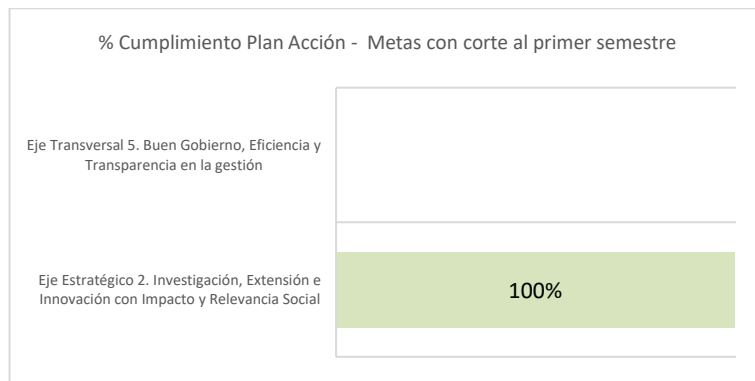 % Cumplimiento Plan Acción - Metas con corte al primer semestre
Eje Transversal 5. Buen Gobierno, Eficiencia y
Transparencia en la gestión
Eje Estratégico 2. Investigación, Extensión e
Innovación con Impacto y Relevancia Social
100%